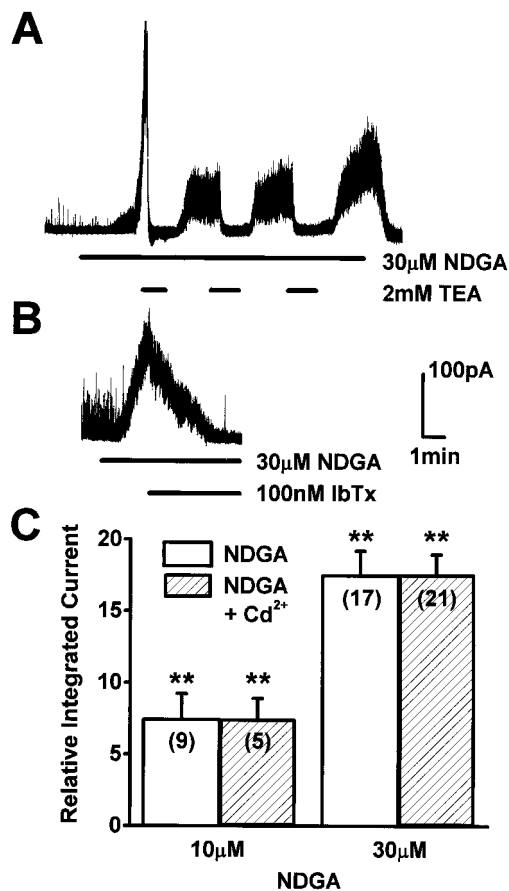 A
30μM NDGA
2mM TEA
B
100pA
1min
30μM NDGA
100nM IbTx
C
Relative Integrated Current
20
15
10
5
0
NDGA
NDGA
+ Cd²⁺
**
**
**
**
(9)
(5)
(17)
(21)
10μM
30μM
NDGA